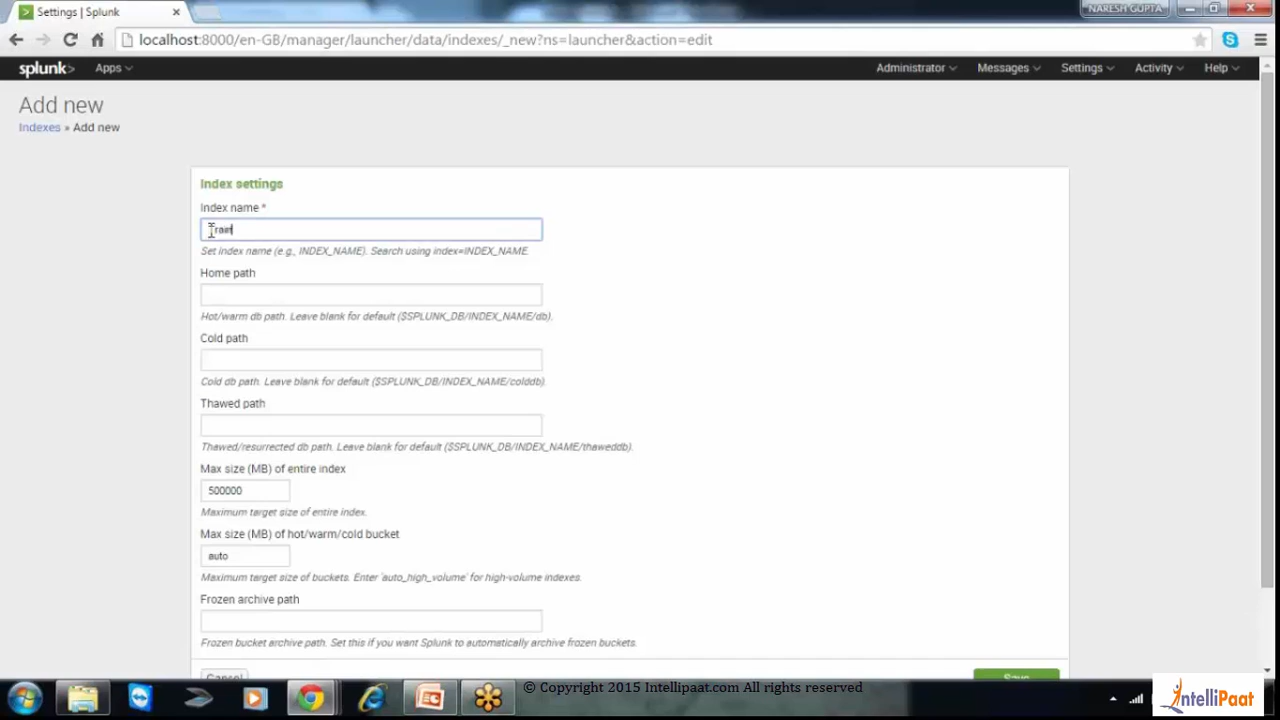 Settings | Splunk
NARESH GUPTA
localhost:8000/en-GB/manager/launcher/data/indexes/_new?ns=launcher&action=edit
splunk> Apps Administrator Messages Settings Activity Help
Add new
Indexes » Add new
Index settings
Index name *
Set index name (e.g., INDEX_NAME). Search using index=INDEX_NAME.
Home path
Hot/warm db path. Leave blank for default ($SPLUNK_DB/INDEX_NAME/db).
Cold path
Cold db path. Leave blank for default ($SPLUNK_DB/INDEX_NAME/colddb).
Thawed path
Thawed/resurrected db path. Leave blank for default ($SPLUNK_DB/INDEX_NAME/thaweddb).
Max size (MB) of entire index
500000
Maximum target size of entire index.
Max size (MB) of hot/warm/cold bucket
auto
Maximum target size of buckets. Enter 'auto_high_volume' for high-volume indexes.
Frozen archive path
Frozen bucket archive path. Set this if you want Splunk to automatically archive frozen buckets.
Cancel Save
© Copyright 2015 Intellipaat.com All rights reserved
IntelliPaat